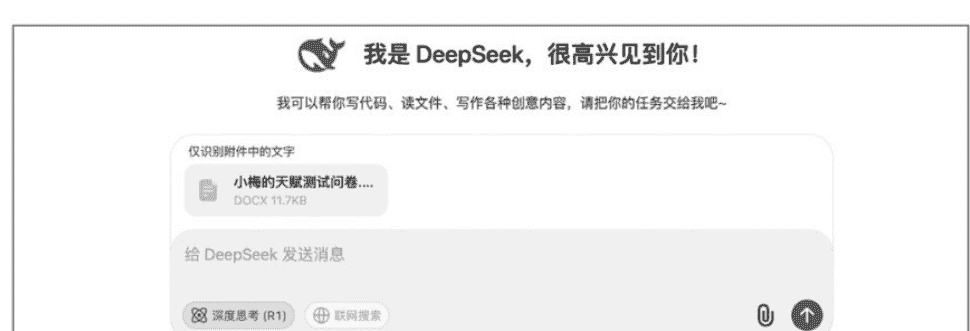 我是 DeepSeek，很高兴见到你！
我可以帮你写代码、读文件、写作各种创意内容，请把你的任务交给我吧~
仅识别附件中的文字
小梅的天赋测试问卷....
DOCX 11.7KB
给 DeepSeek 发送消息
深度思考 (R1) 联网搜索